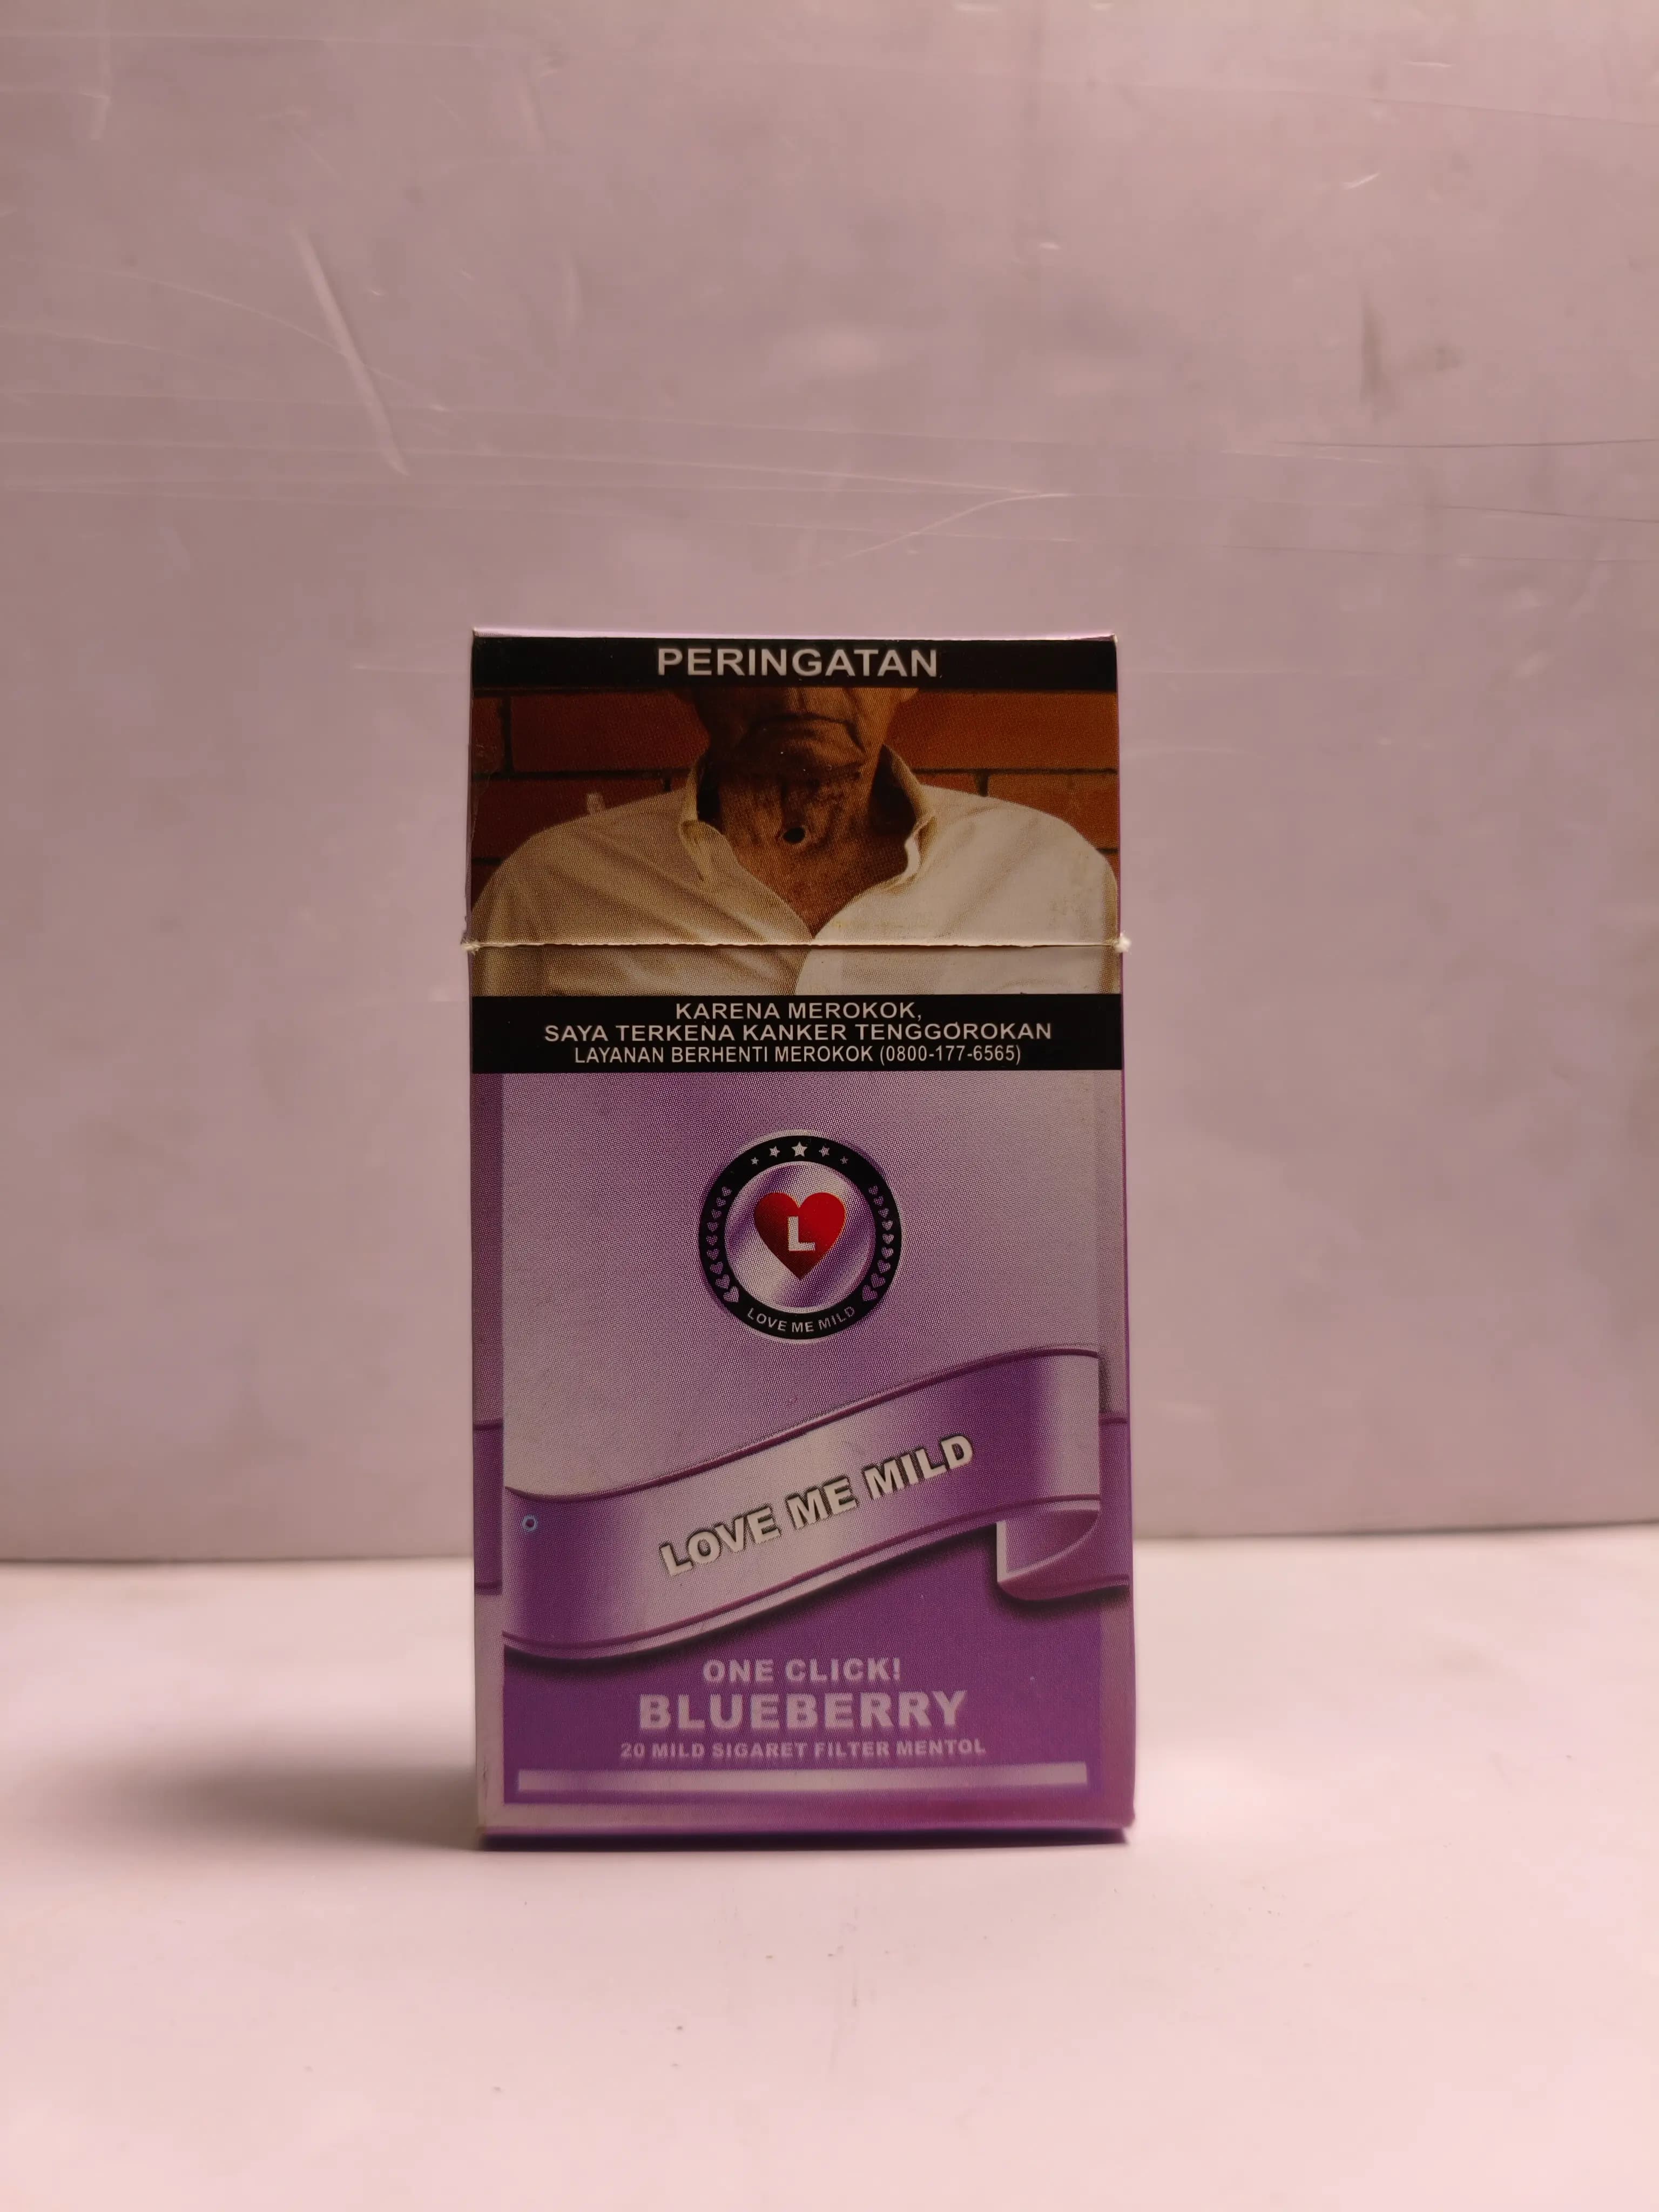 PERINGATAN
KARENA MEROKOK,
SAYA TERKENA KANKER TENGGOROKAN
LAYANAN BERHENTI MEROKOK (0800-177-6565)
L
LOVE ME MILD
LOVE ME MILD
ONE CLICK!
BLUEBERRY
20 MILD SIGARET FILTER MENTOL